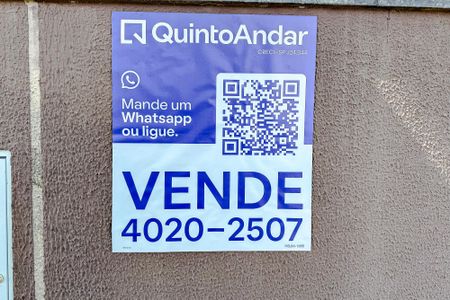 QuintoAndar
Mande um
Whatsapp
ou ligue.
VENDE
4020-2507